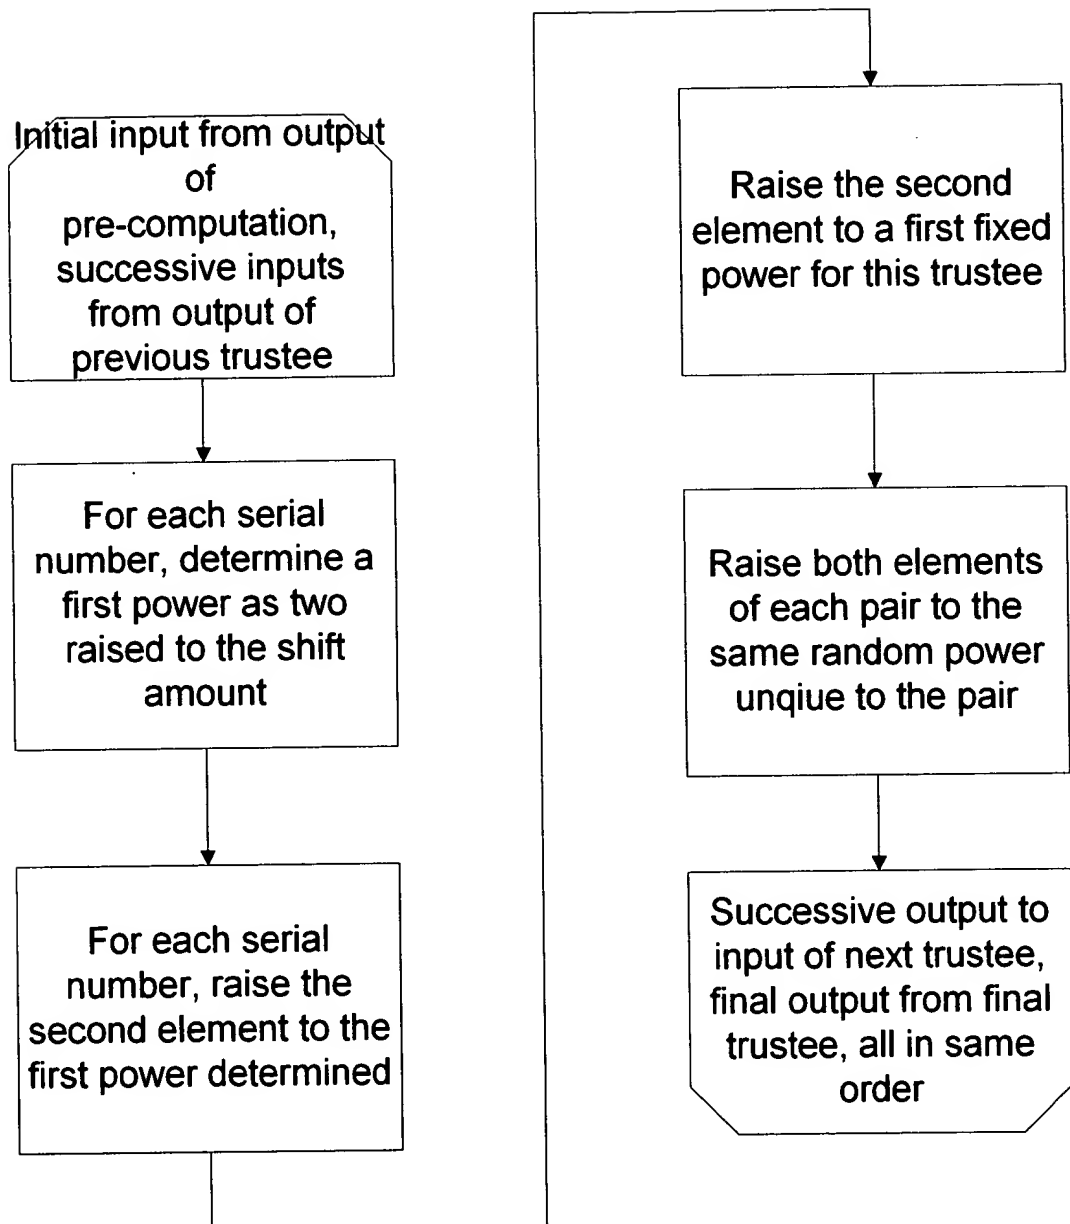 Initial input from output
of
pre-computation,
successive inputs
from output of
previous trustee
For each serial
number, determine a
first power as two
raised to the shift
amount
For each serial
number, raise the
second element to the
first power determined
Raise the second
element to a first fixed
power for this trustee
Raise both elements
of each pair to the
same random power
unqiue to the pair
Successive output to
input of next trustee,
final output from final
trustee, all in same
order